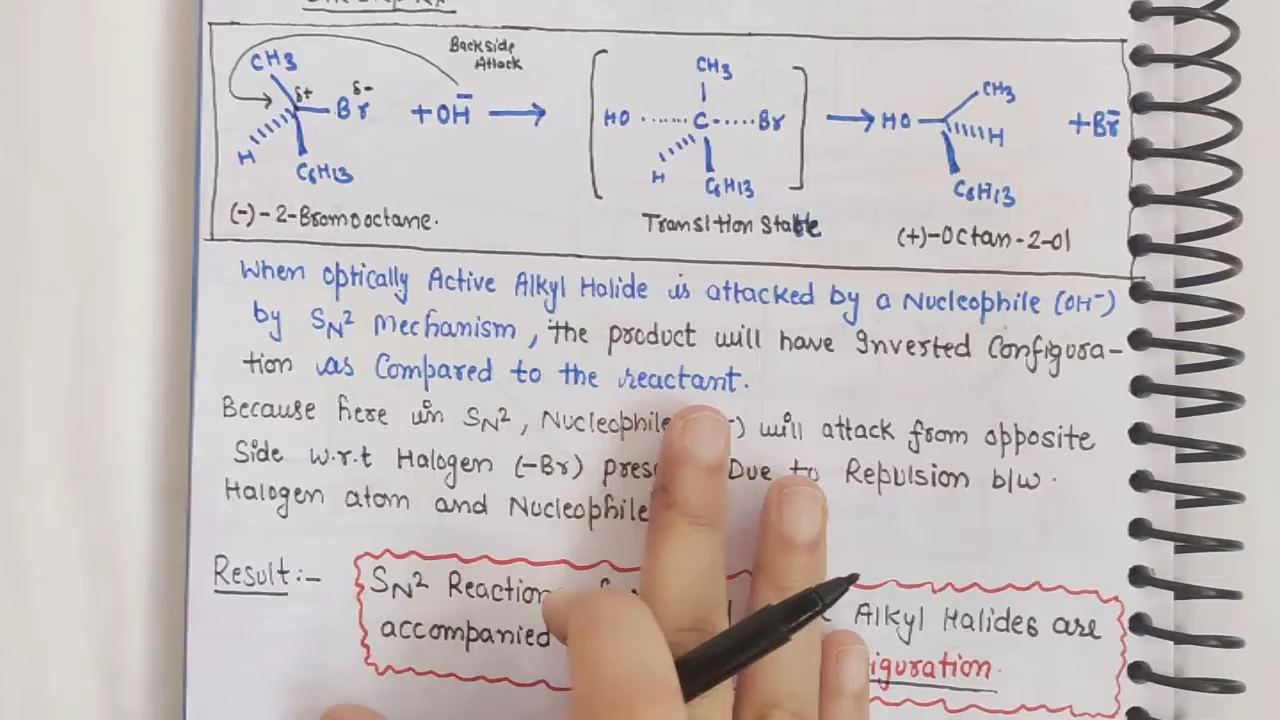 Backside
Attack
CH3 δ+ δ- Br + OH⁻ → HO CH3 C Br → HO CH3 H + Br⁻
H C6H13 H C6H13 C6H13
(-)-2-Bromooctane. Transition State (+)-Octan-2-ol
When optically Active Alkyl Halide is attacked by a Nucleophile (OH⁻)
by SN² Mechanism, the product will have Inverted Configura-
tion as Compared to the reactant.
Because here in SN², Nucleophile will attack from opposite
Side w.r.t Halogen (-Br) Due to Repulsion b/w.
Halogen atom and Nucleophile
Result:- SN² Reaction Alkyl Halides are
accompanied